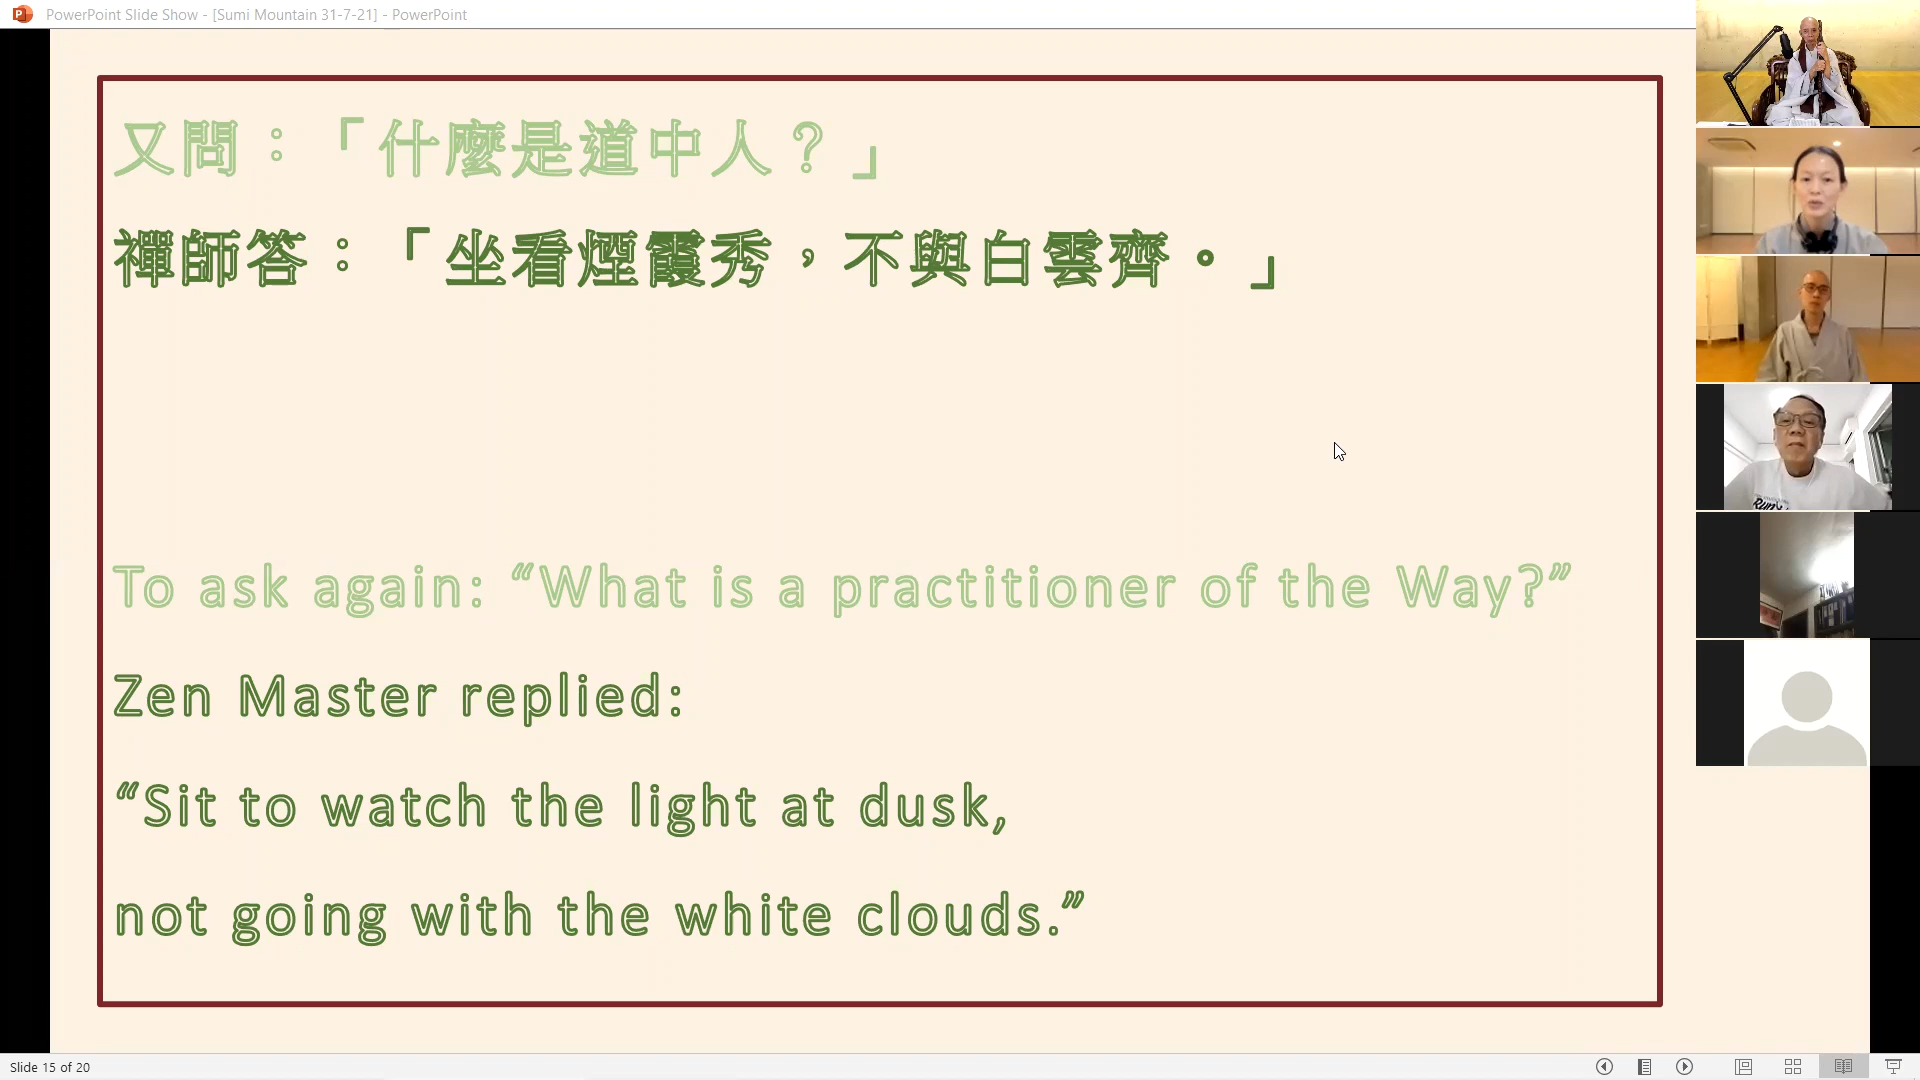 PowerPoint Slide Show - [Sumi Mountain 31-7-21] - PowerPoint
又問：「什麼是道中人？」
禪師答：「坐看煙霞秀，不與白雲齊。」
To ask again: “What is a practitioner of the Way?”
Zen Master replied:
“Sit to watch the light at dusk,
not going with the white clouds.”
Slide 15 of 20